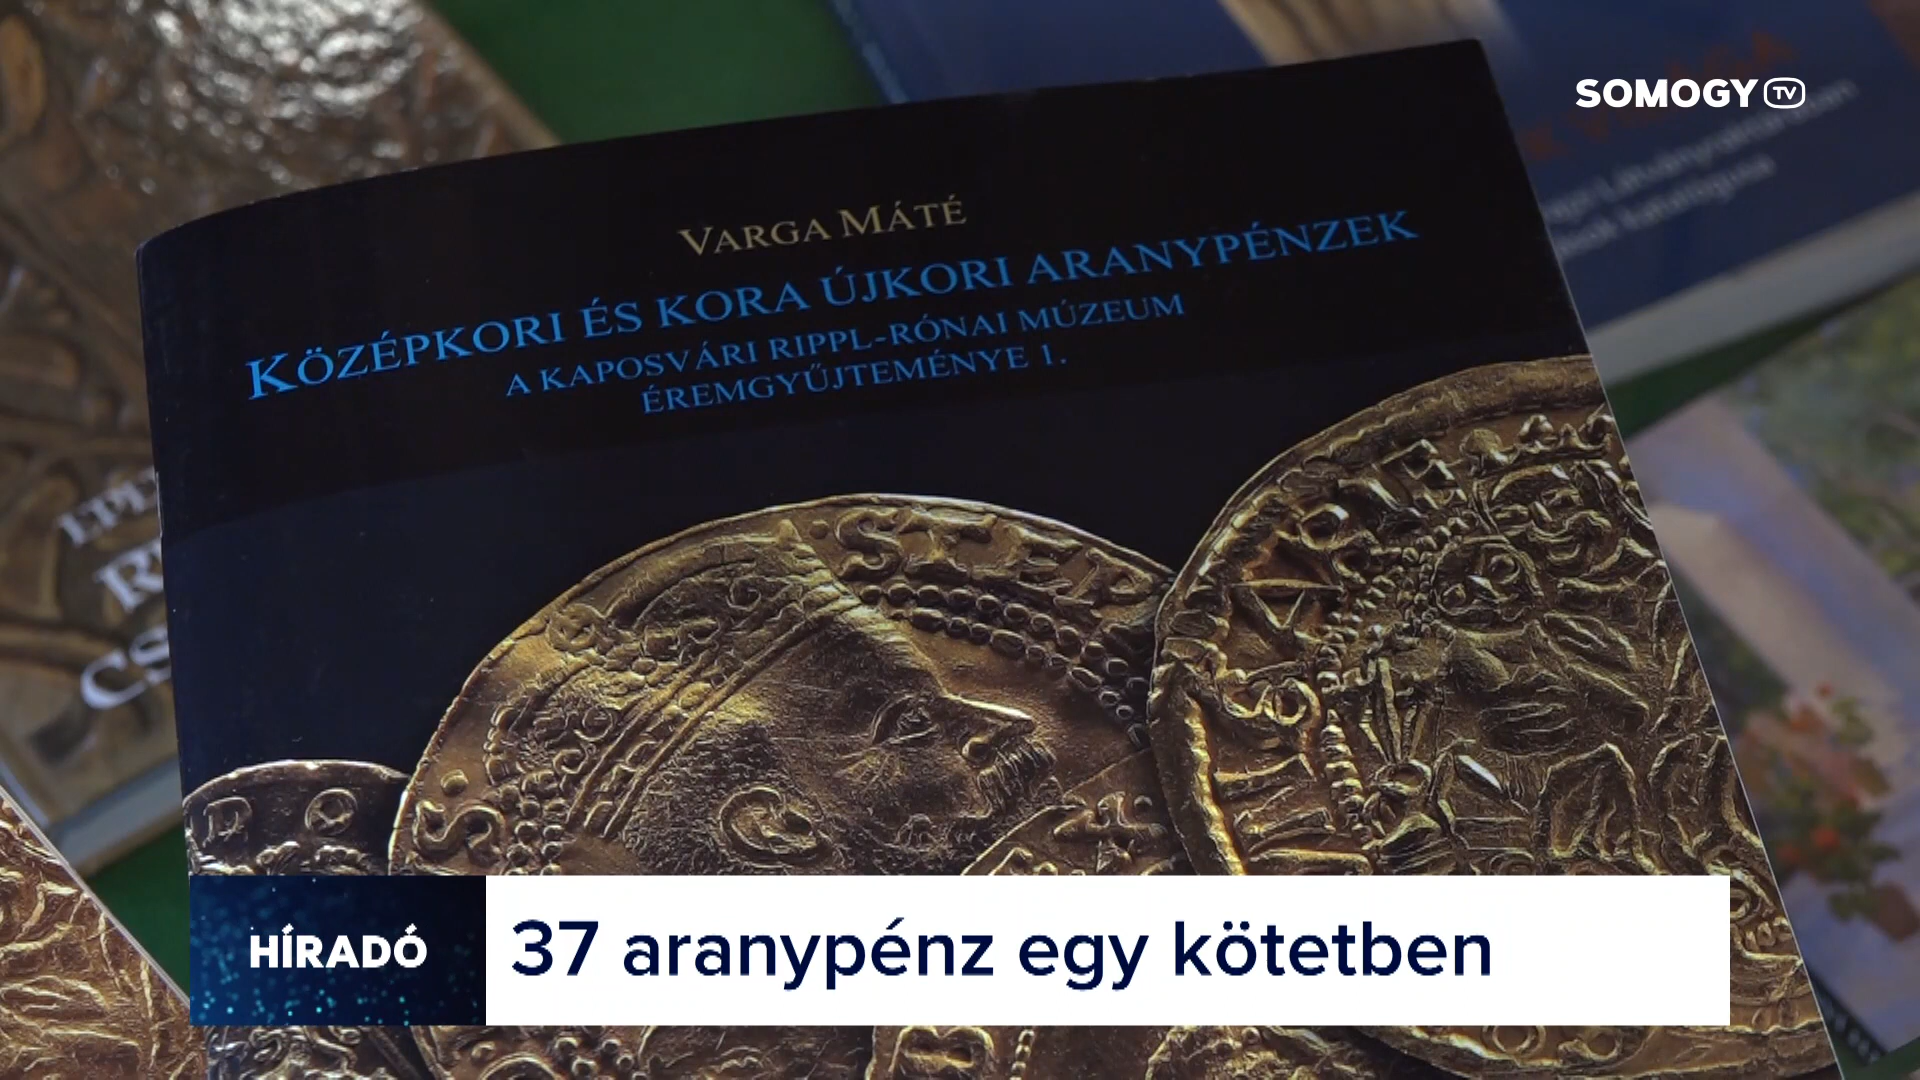 SOMOGY TV
VARGA MÁTÉ
KÖZÉPKORI ÉS KORA ÚJKORI ARANYPÉNZEK
A KAPOSVÁRI RIPPL-RÓNAI MÚZEUM
ÉREMGYŰJTEMÉNYE 1.
HÍRADÓ
37 aranypénz egy kötetben